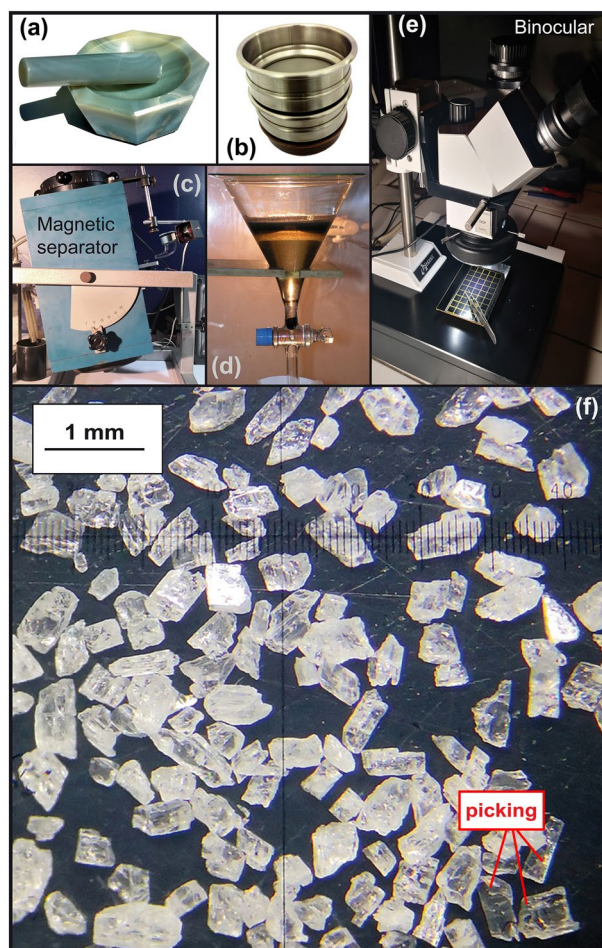 (a)
(b)
(e)
Binocular
(c)
Magnetic
separator
(d)
(f)
1 mm
40
picking